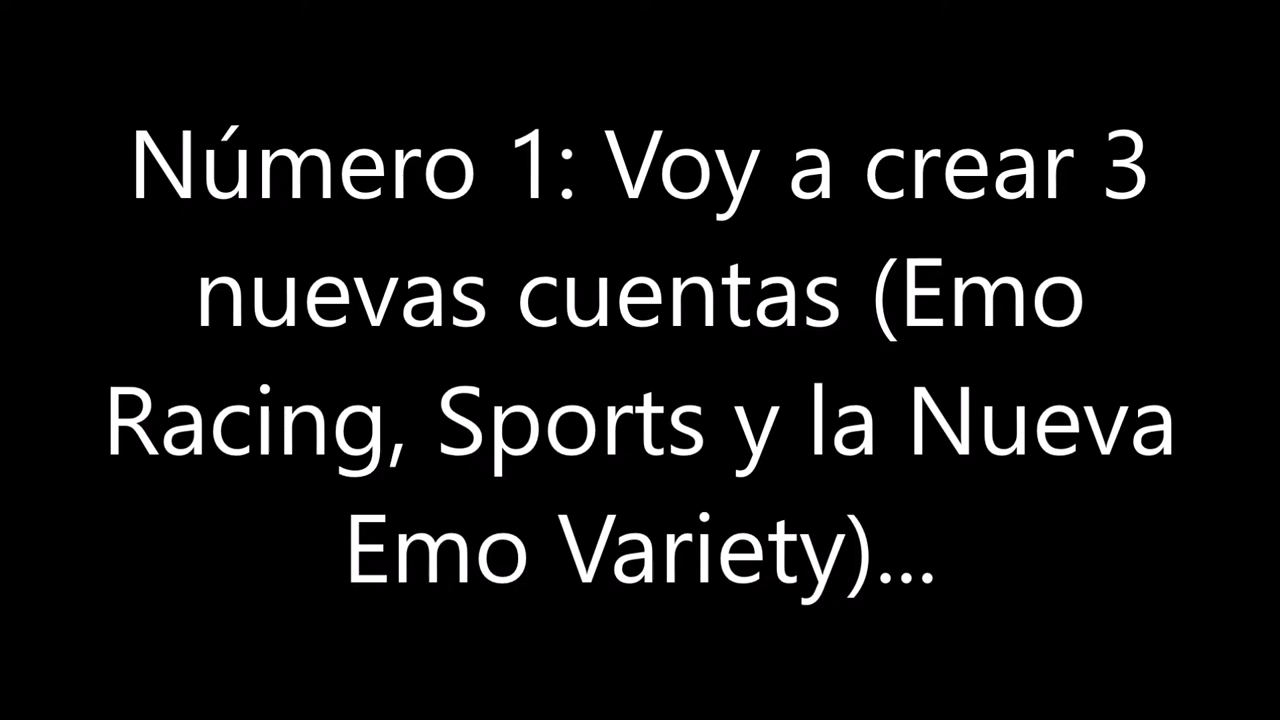 Número 1: Voy a crear 3
nuevas cuentas (Emo
Racing, Sports y la Nueva
Emo Variety)...